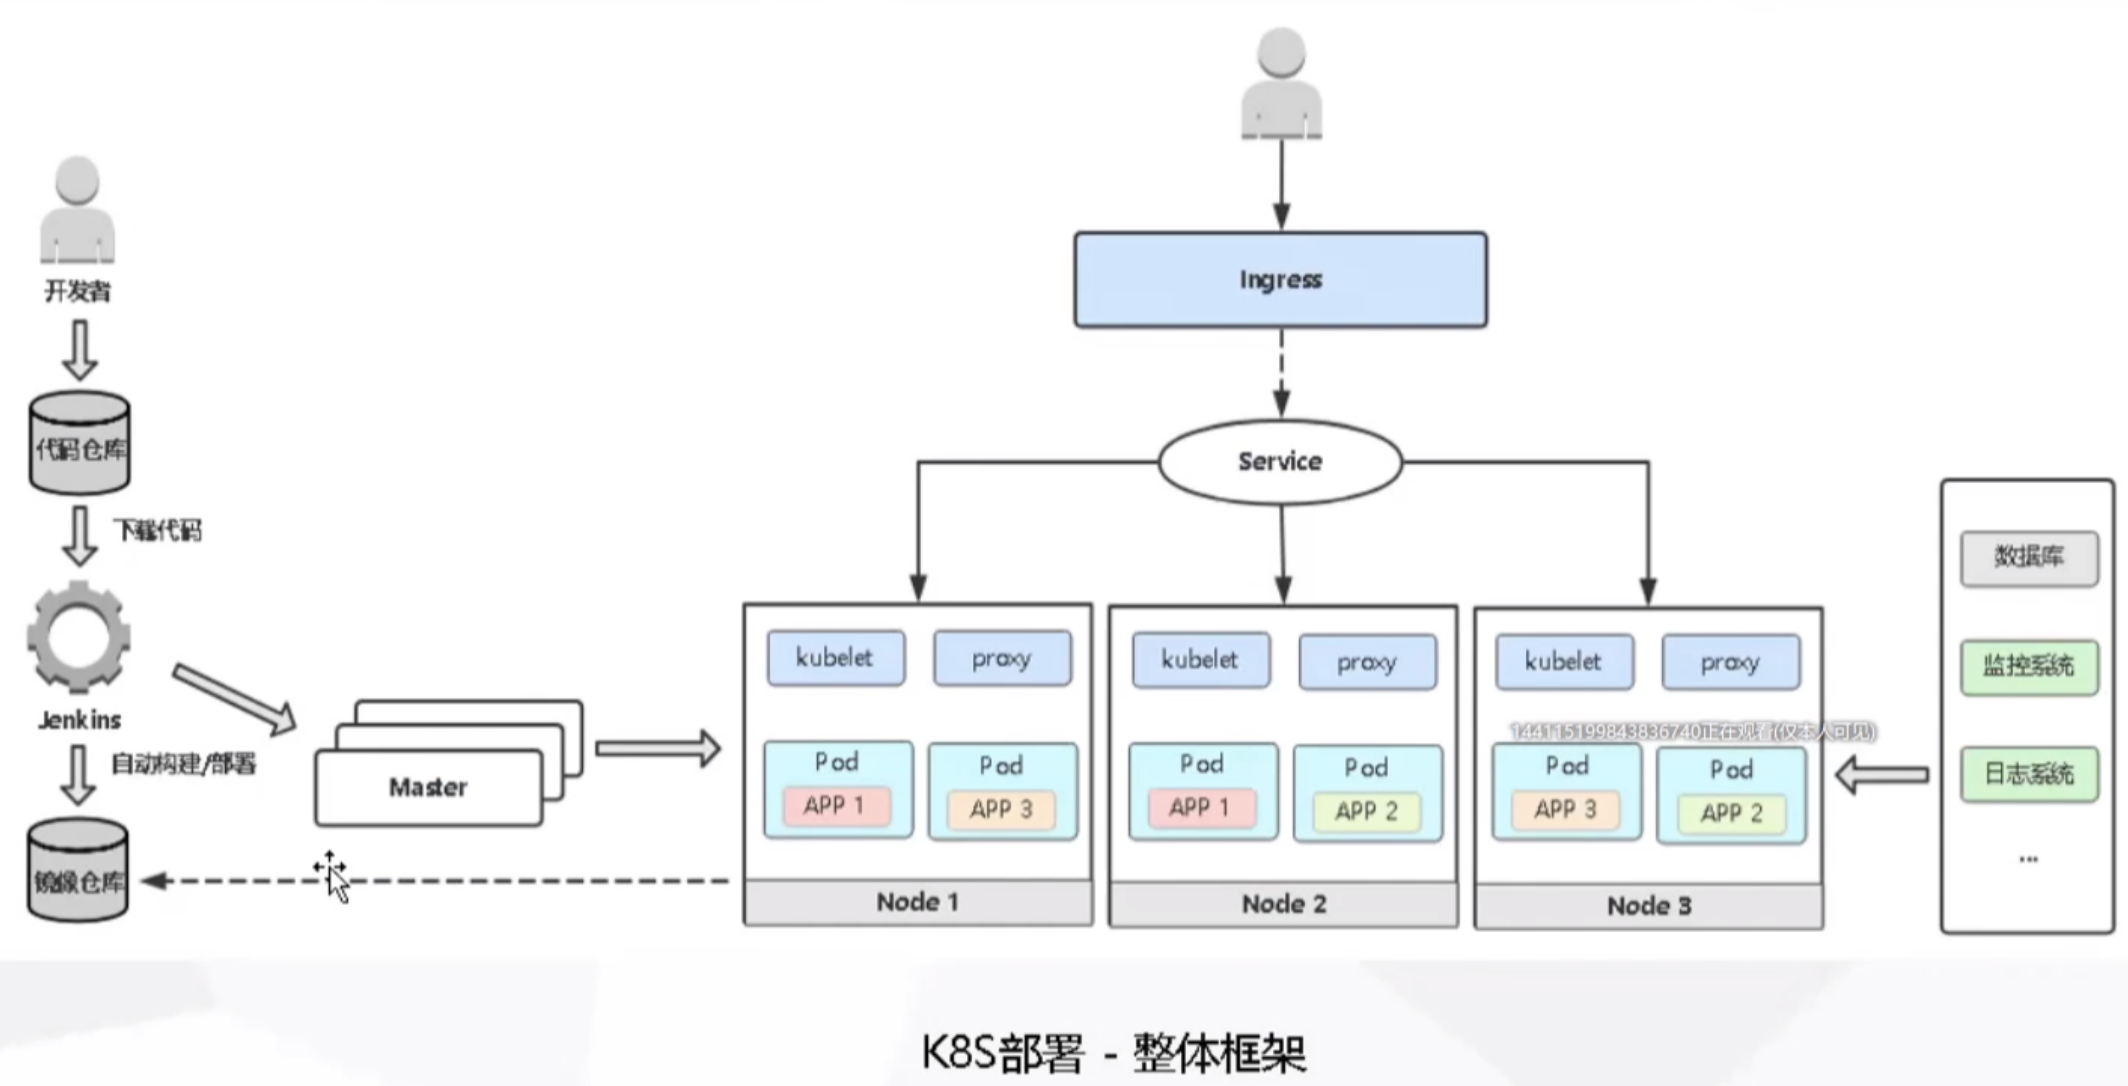 开发者
代码仓库
下载代码
Jenkins
自动构建/部署
镜像仓库
Master
Ingress
Service
kubelet
proxy
Pod
APP 1
Pod
APP 3
Node 1
kubelet
proxy
Pod
APP 1
Pod
APP 2
Node 2
kubelet
proxy
144115199843836740正在观看(仅本人可见)
Pod
APP 3
Pod
APP 2
Node 3
数据库
监控系统
日志系统
...
K8S部署 - 整体框架